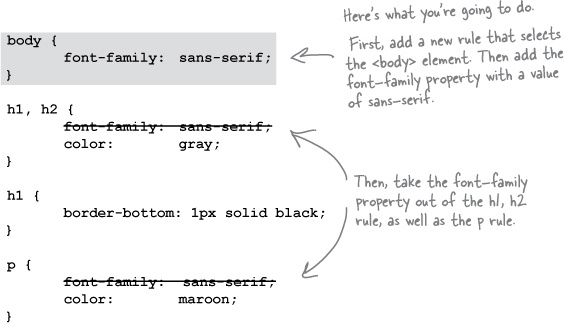 Here's what you're going to do.
body {
font-family: sans-serif;
}
First, add a new rule that selects
the <body> element. Then add the
font-family property with a value
of sans-serif.
h1, h2 {
font-family: sans-serif;
color: gray;
}
h1 {
border-bottom: 1px solid black;
}
Then, take the font-family
property out of the h1, h2
rule, as well as the p rule.
p {
font-family: sans-serif;
color: maroon;
}